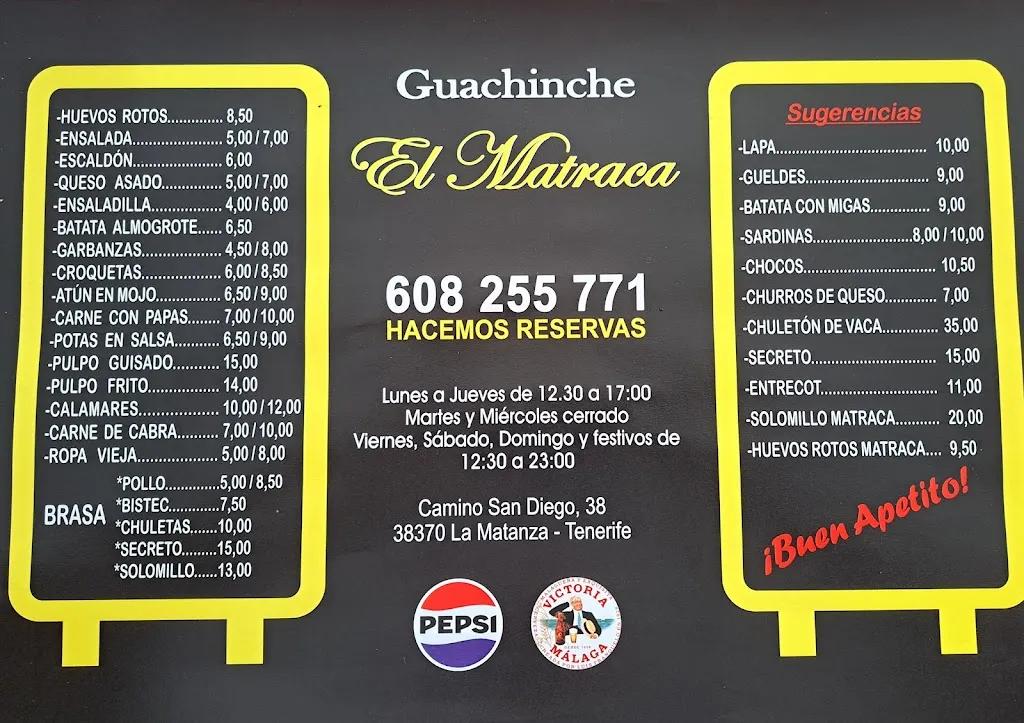 -HUEVOS ROTOS............. 8,50
-ENSALADA..................... 5,00 / 7,00
-ESCALDÓN..................... 6,00
-QUESO ASADO.............. 5,00 / 7,00
-ENSALADILLA................ 4,00 / 6,00
-BATATA ALMOGROTE...... 6,50
-GARBANZAS.................. 4,50 / 8,00
-CROQUETAS.................. 6,00 / 8,50
-ATÚN EN MOJO............... 6,50 / 9,00
-CARNE CON PAPAS........ 7,00 / 10,00
-POTAS EN SALSA........... 6,50 / 9,00
-PULPO GUISADO............ 15,00
-PULPO FRITO................. 14,00
-CALAMARES................... 10,00 / 12,00
-CARNE DE CABRA.......... 7,00 / 10,00
-ROPA VIEJA................... 5,00 / 8,00
BRASA
*POLLO.............5,00 / 8,50
*BISTEC............7,50
*CHULETAS.......10,00
*SECRETO.........15,00
*SOLOMILLO......13,00
Guachinche
El Matraca
608 255 771
HACEMOS RESERVAS
Lunes a Jueves de 12.30 a 17:00
Martes y Miércoles cerrado
Viernes, Sábado, Domingo y festivos de
12:30 a 23:00
Camino San Diego, 38
38370 La Matanza - Tenerife
PEPSI
VICTORIA
MÁLAGA
Sugerencias
-LAPA................................... 10,00
-GUELDES............................. 9,00
-BATATA CON MIGAS.............. 9,00
-SARDINAS.......................8,00 / 10,00
-CHOCOS............................... 10,50
-CHURROS DE QUESO............ 7,00
-CHULETÓN DE VACA............. 35,00
-SECRETO.............................. 15,00
-ENTRECOT........................... 11,00
-SOLOMILLO MATRACA.......... 20,00
-HUEVOS ROTOS MATRACA.... 9,50
¡Buen Apetito!